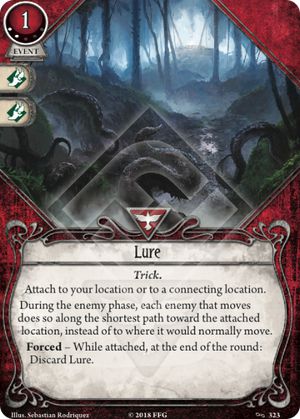 1
EVENT
Lure
Trick.
Attach to your location or to a connecting location.
During the enemy phase, each enemy that moves
does so along the shortest path toward the attached
location, instead of to where it would normally move.
Forced – While attached, at the end of the round:
Discard Lure.
Illus. Sebastian Rodriguez
© 2018 FFG
323